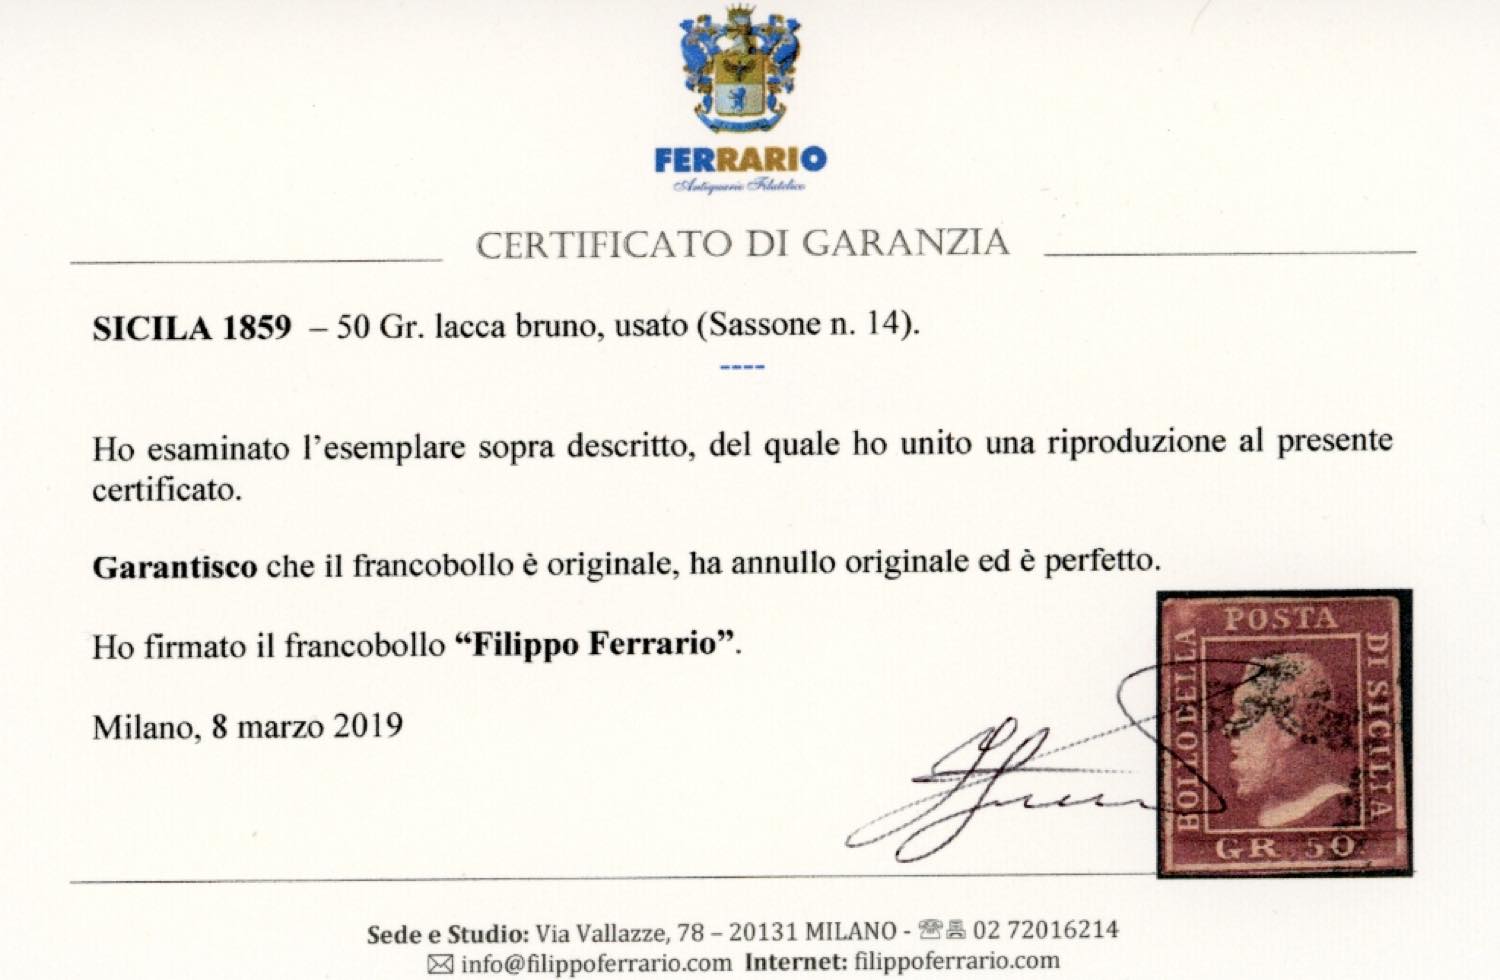 FERRARIO
Antiquario Filatelico
CERTIFICATO DI GARANZIA
SICILA 1859 – 50 Gr. lacca bruno, usato (Sassone n. 14).
----
Ho esaminato l’esemplare sopra descritto, del quale ho unito una riproduzione al presente
certificato.
Garantisco che il francobollo è originale, ha annullo originale ed è perfetto.
Ho firmato il francobollo “Filippo Ferrario”.
Milano, 8 marzo 2019
POSTA
BOLLO DELLA
DI SICILIA
GR. 50
Sede e Studio: Via Vallazze, 78 – 20131 MILANO - 02 72016214
info@filippoferrario.com Internet: filippoferrario.com